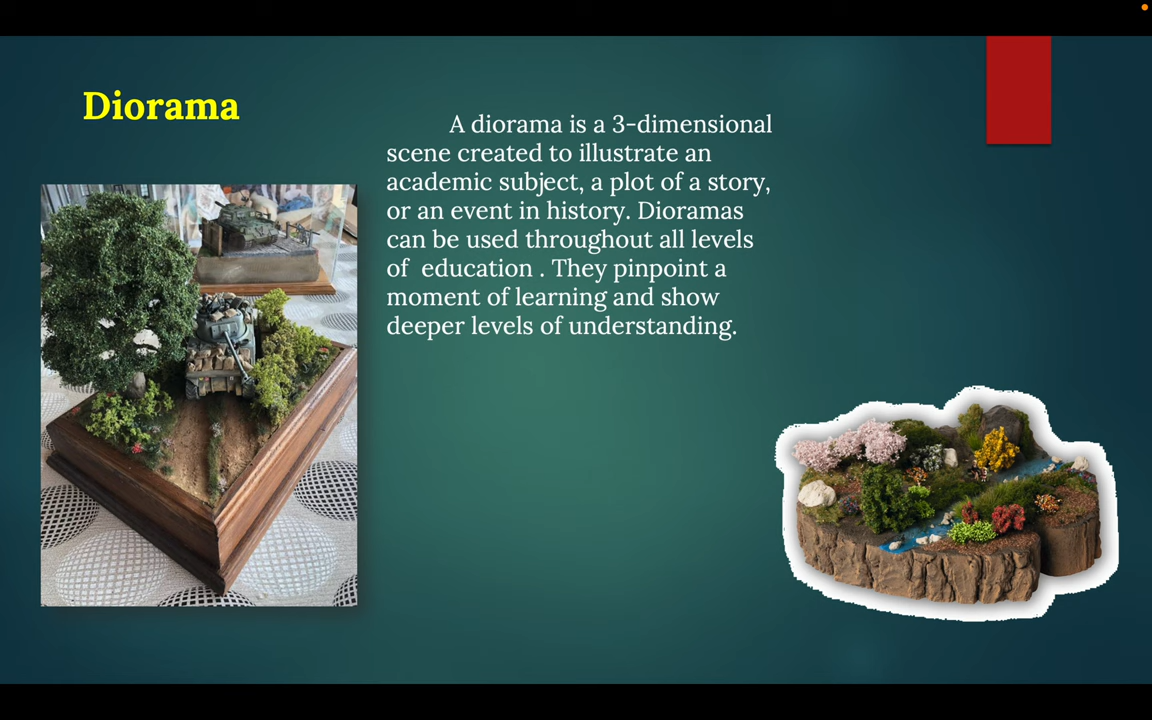 Diorama
A diorama is a 3-dimensional
scene created to illustrate an
academic subject, a plot of a story,
or an event in history. Dioramas
can be used throughout all levels
of  education . They pinpoint a
moment of learning and show
deeper levels of understanding.